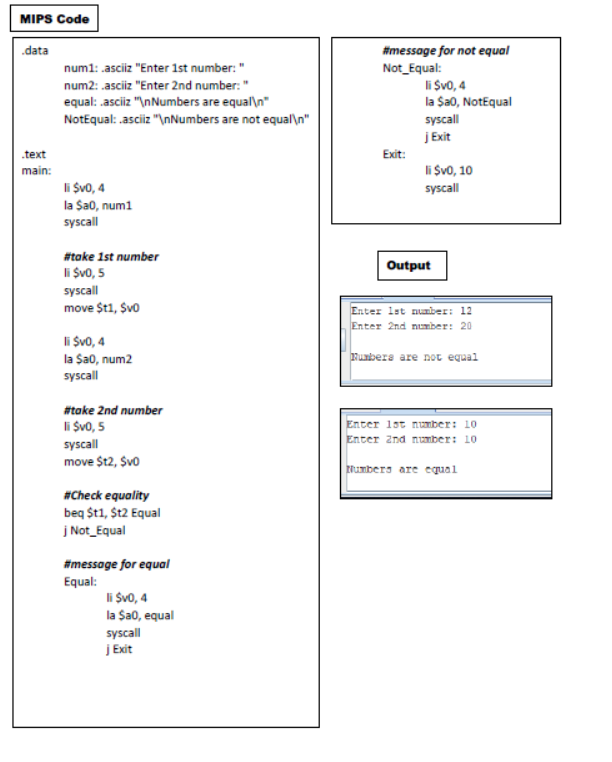 MIPS Code
.data
num1: .asciiz "Enter 1st number: "
num2: .asciiz "Enter 2nd number: "
equal: .asciiz "\nNumbers are equal\n"
NotEqual: .asciiz "\nNumbers are not equal\n"
.text
main:
li $v0, 4
la $a0, num1
syscall
#take 1st number
li $v0, 5
syscall
move $t1, $v0
li $v0, 4
la $a0, num2
syscall
#take 2nd number
li $v0, 5
syscall
move $t2, $v0
#Check equality
beq $t1, $t2 Equal
j Not_Equal
#message for equal
Equal:
li $v0, 4
la $a0, equal
syscall
j Exit
#message for not equal
Not_Equal:
li $v0, 4
la $a0, NotEqual
syscall
j Exit
Exit:
li $v0, 10
syscall
Output
Enter 1st number: 12
Enter 2nd number: 20
Numbers are not equal
Enter 1st number: 10
Enter 2nd number: 10
Numbers are equal